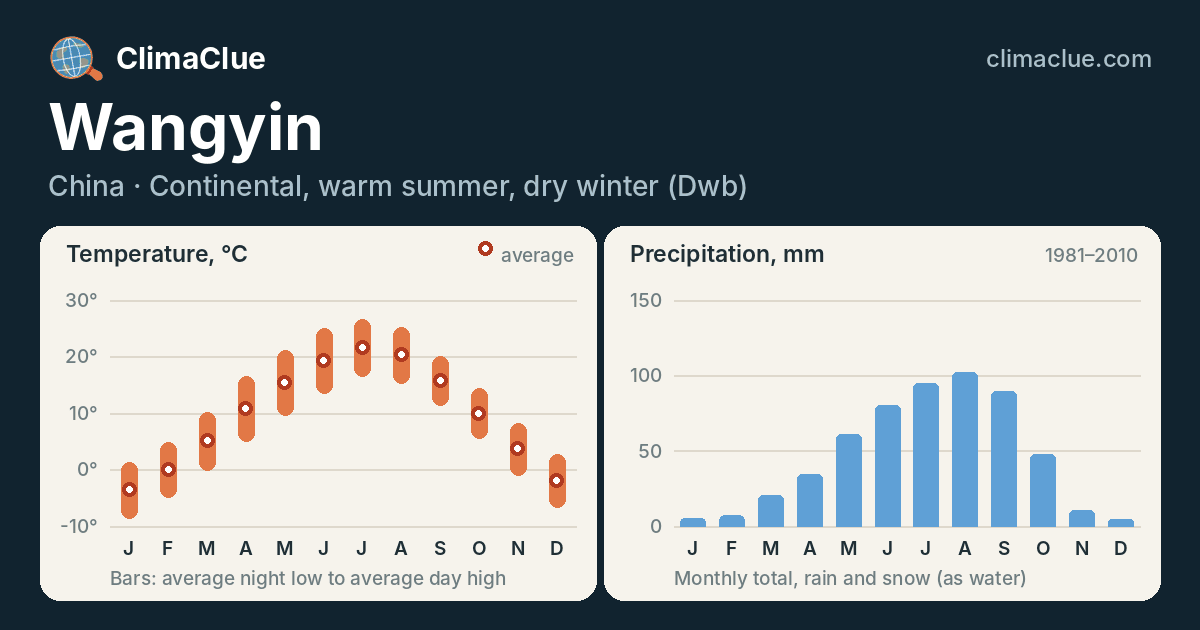 ClimaClue
climaclue.com
Wangyin
China · Continental, warm summer, dry winter (Dwb)
Temperature, °C
average
30°
20°
10°
0°
-10°
J F M A M J J A S O N D
Bars: average night low to average day high
Precipitation, mm
1981–2010
150
100
50
0
J F M A M J J A S O N D
Monthly total, rain and snow (as water)